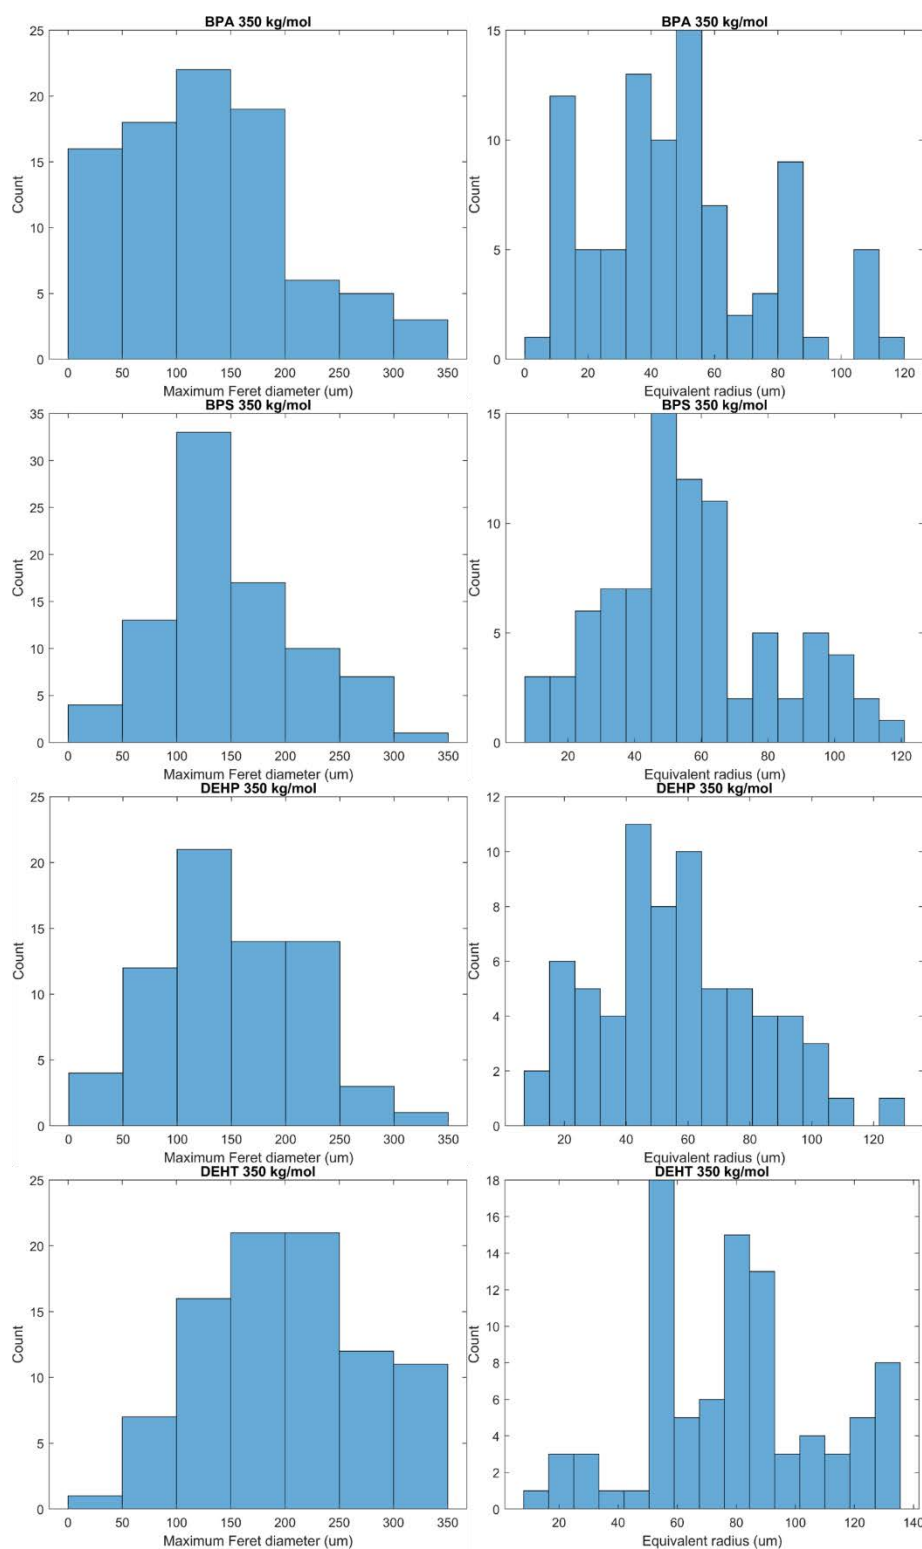 BPA 350 kg/mol
25
20
15
10
5
0
Count
0 50 100 150 200 250 300 350
Maximum Feret diameter (um)
BPA 350 kg/mol
15
10
5
0
Count
0 20 40 60 80 100 120
Equivalent radius (um)
BPS 350 kg/mol
35
30
25
20
15
10
5
0
Count
0 50 100 150 200 250 300 350
Maximum Feret diameter (um)
BPS 350 kg/mol
15
10
5
0
Count
20 40 60 80 100 120
Equivalent radius (um)
DEHP 350 kg/mol
25
20
15
10
5
0
Count
0 50 100 150 200 250 300 350
Maximum Feret diameter (um)
DEHP 350 kg/mol
12
10
8
6
4
2
0
Count
20 40 60 80 100 120
Equivalent radius (um)
DEHT 350 kg/mol
25
20
15
10
5
0
Count
0 50 100 150 200 250 300 350
Maximum Feret diameter (um)
DEHT 350 kg/mol
18
16
14
12
10
8
6
4
2
0
Count
20 40 60 80 100 120 140
Equivalent radius (um)